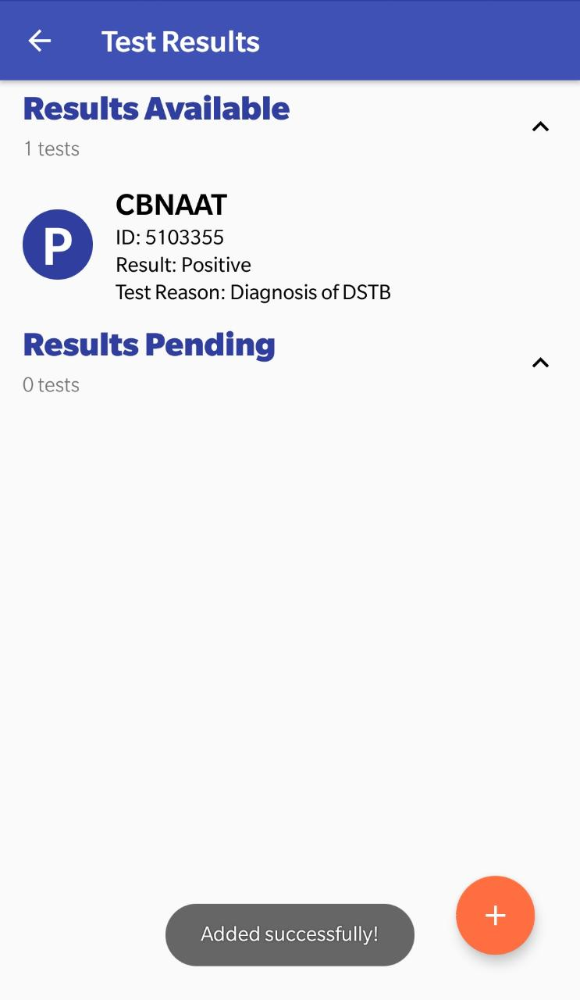 Test Results
Results Available
1 tests
P
CBNAAT
ID: 5103355
Result: Positive
Test Reason: Diagnosis of DSTB
Results Pending
0 tests
Added successfully!